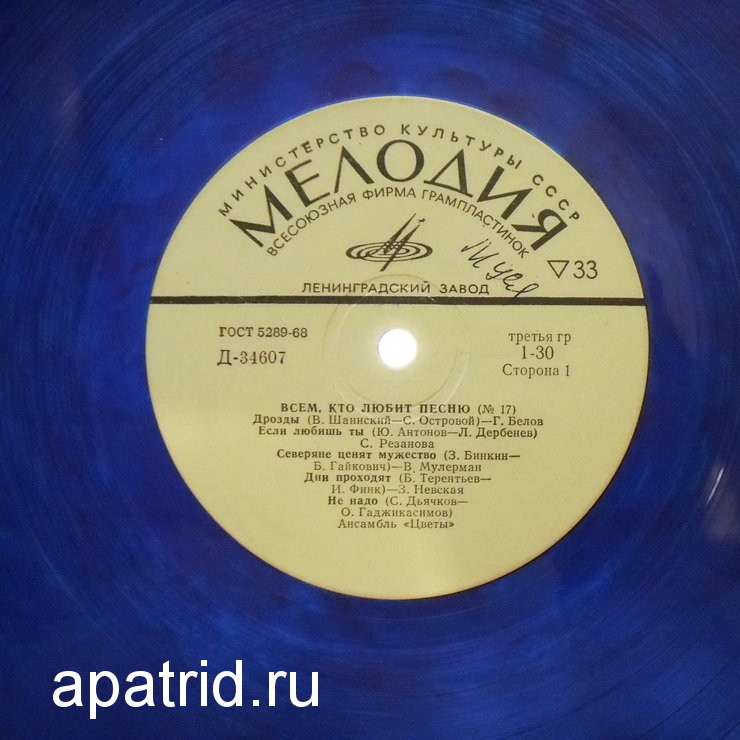 МИНИСТЕРСТВО КУЛЬТУРЫ СССР
МЕЛОДИЯ
ВСЕСОЮЗНАЯ ФИРМА ГРАМПЛАСТИНОК
▽33
ЛЕНИНГРАДСКИЙ ЗАВОД
ГОСТ 5289-68
Д-34607
третья гр
1-30
Сторона 1
ВСЕМ, КТО ЛЮБИТ ПЕСНЮ (№ 17)
Дрозды (В. Шаинский—С. Островой)—Г. Белов
Если любишь ты (Ю. Антонов—Л. Дербенев)
С. Резанова
Северяне ценят мужество (З. Бинкин—
Б. Гайкович)—В. Мулерман
Дни проходят (Б. Терентьев—
И. Финк)—З. Невская
Не надо (С. Дьячков—
О. Гаджикасимов)
Ансамбль «Цветы»
apatrid.ru